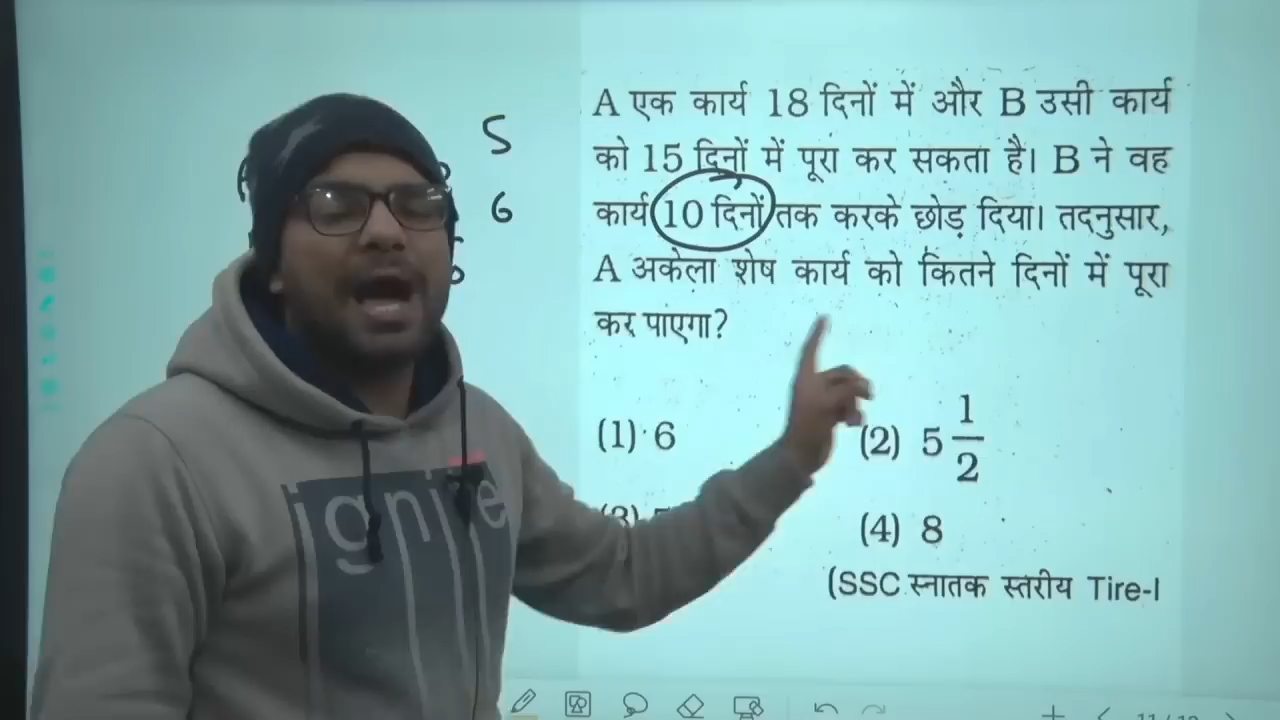 A एक कार्य 18 दिनों में और B उसी कार्य
को 15 दिनों में पूरा कर सकता है। B ने वह
कार्य 10 दिनों तक करके छोड़ दिया। तदनुसार,
A अकेला शेष कार्य को कितने दिनों में पूरा
कर पाएगा?
(1) 6
(2) 5 1/2
(3)
(4) 8
(SSC स्नातक स्तरीय Tire-I
5
6
ignite